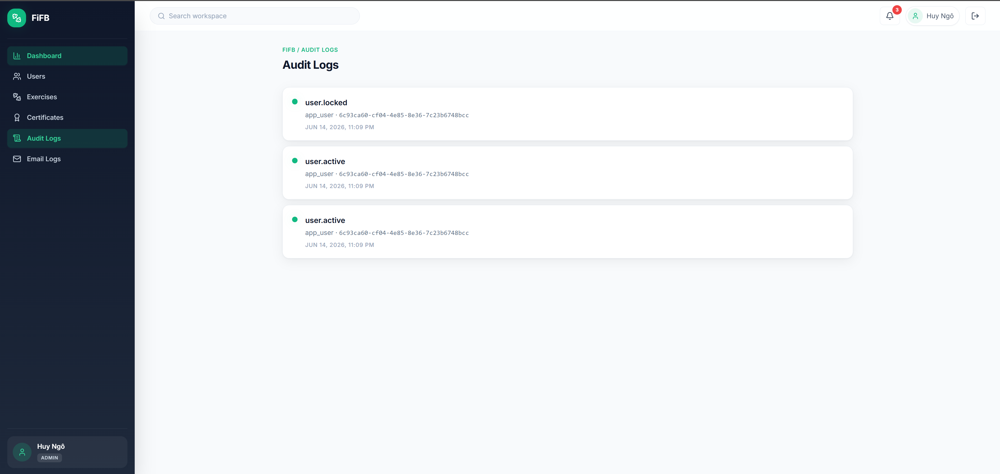 FiFB
Dashboard
Users
Exercises
Certificates
Audit Logs
Email Logs
Huy Ngô
ADMIN
Search workspace
3
Huy Ngô
FIFB / AUDIT LOGS
Audit Logs
user.locked
app_user · 6c93ca60-cf04-4e85-8e36-7c23b6748bcc
JUN 14, 2026, 11:09 PM
user.active
app_user · 6c93ca60-cf04-4e85-8e36-7c23b6748bcc
JUN 14, 2026, 11:09 PM
user.active
app_user · 6c93ca60-cf04-4e85-8e36-7c23b6748bcc
JUN 14, 2026, 11:09 PM